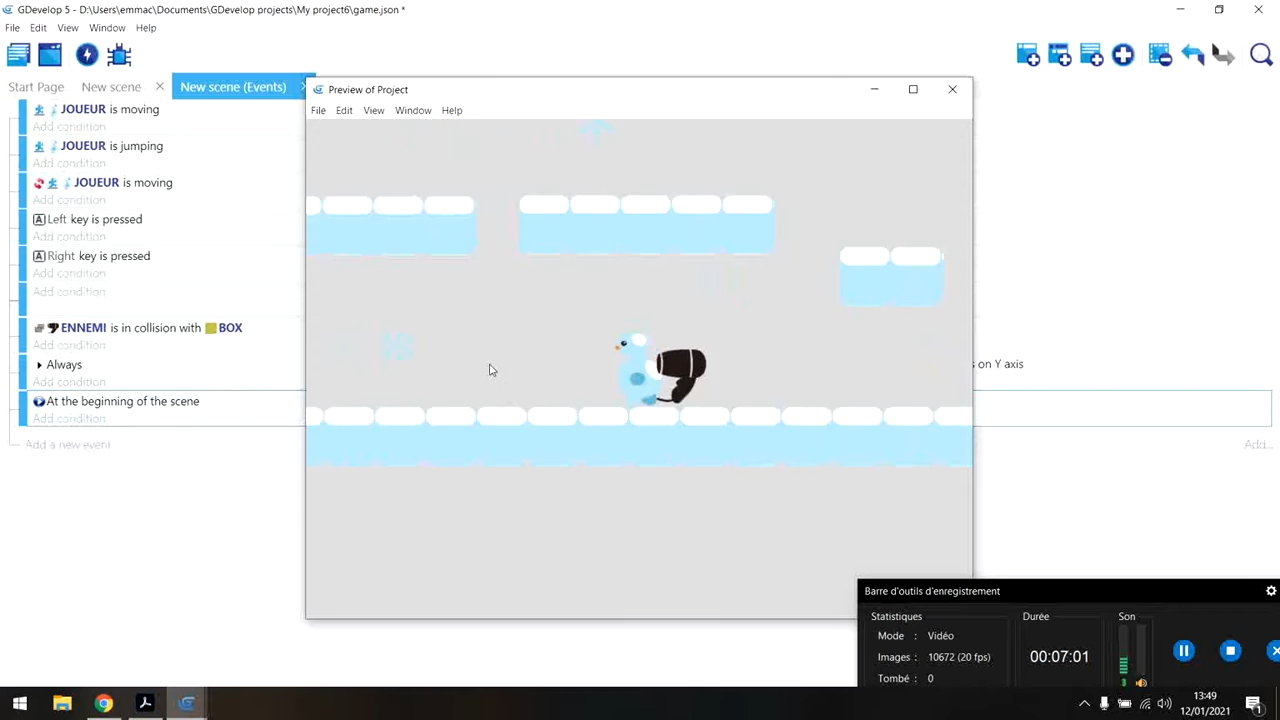 GDevelop 5 - D:\Users\emmac\Documents\GDevelop projects\My project6\game.json *
File Edit View Window Help
Start Page New scene New scene (Events)
Preview of Project
File Edit View Window Help
JOUEUR is moving
Add condition
JOUEUR is jumping
Add condition
JOUEUR is moving
Add condition
A Left key is pressed
Add condition
A Right key is pressed
Add condition
Add condition
ENNEMI is in collision with BOX
Add condition
Always
s on Y axis
Add condition
At the beginning of the scene
Add condition
Add a new event
Add...
Barre d'outils d'enregistrement
Statistiques Durée Son
Mode : Vidéo
Images : 10672 (20 fps)
00:07:01
Tombé : 0
13:49
12/01/2021
1